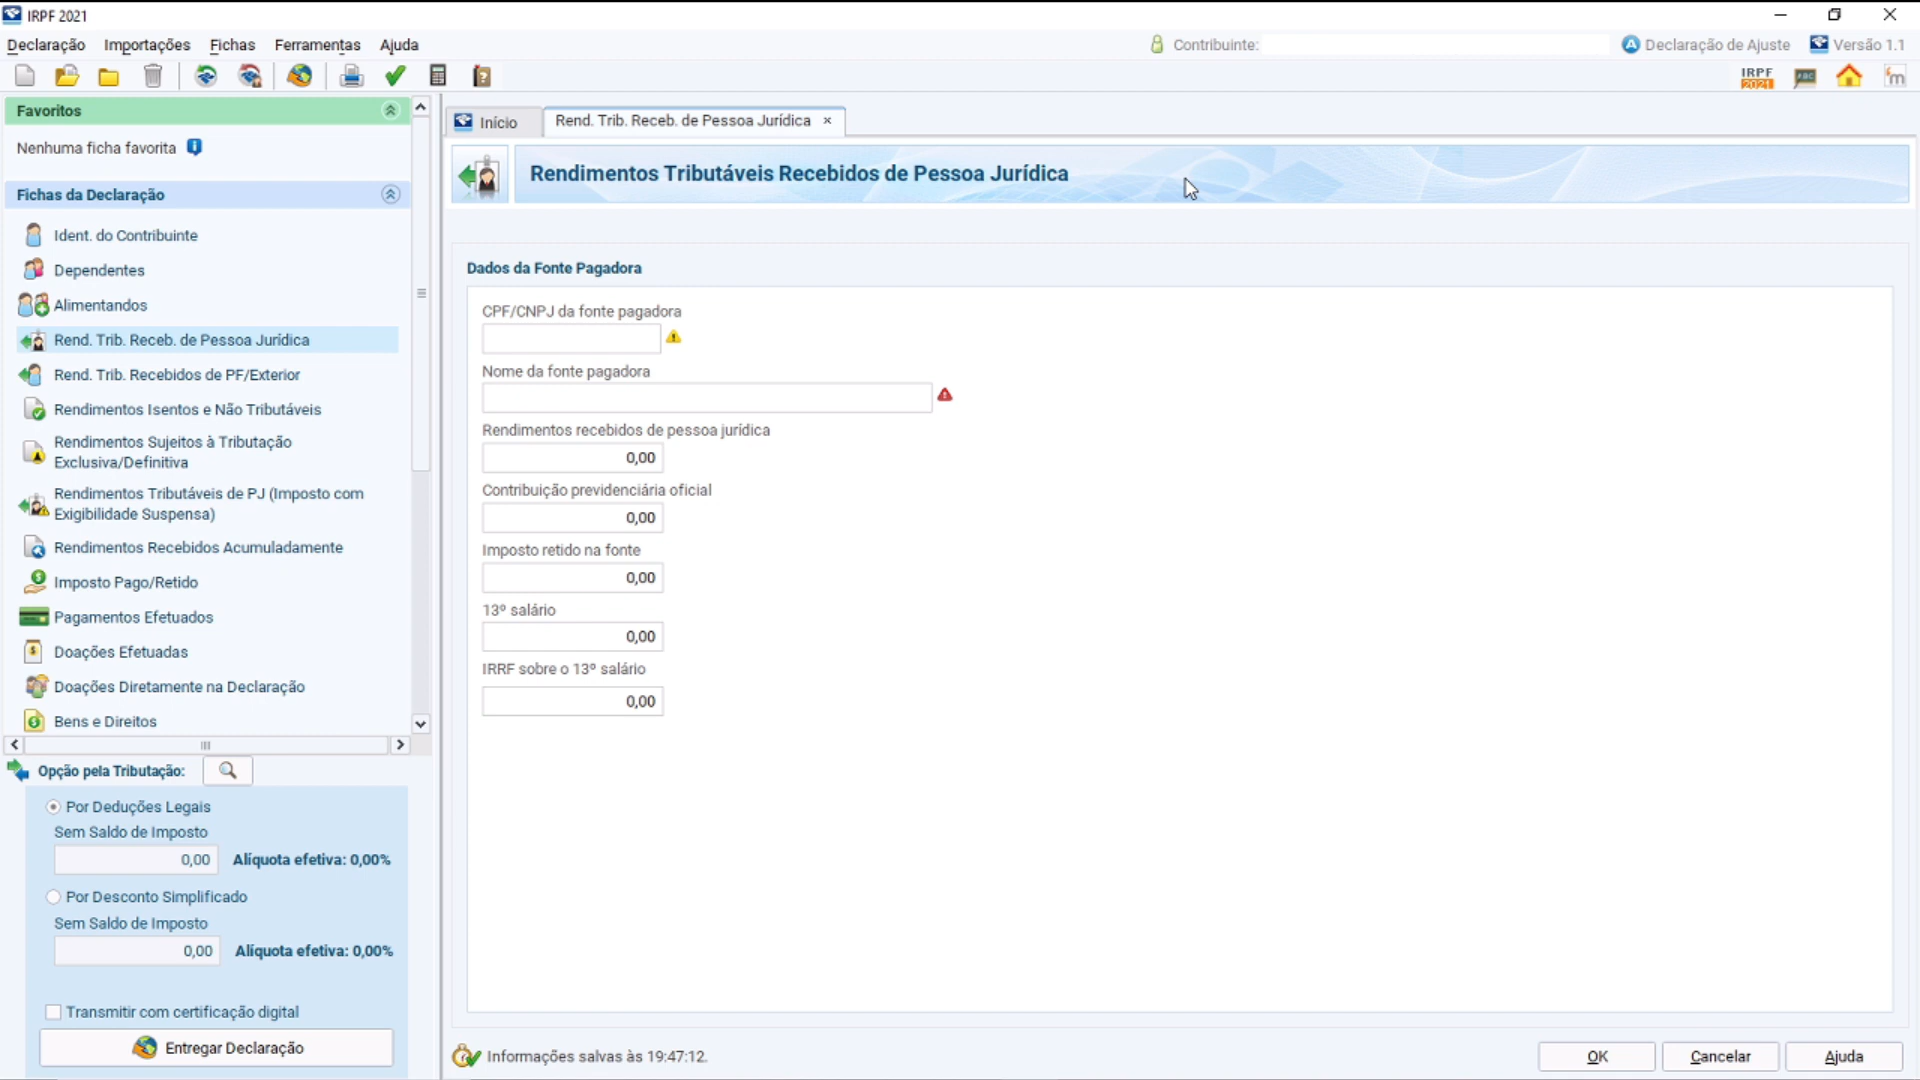 IRPF 2021
Declaração Importações Fichas Ferramentas Ajuda
Contribuinte:
Declaração de Ajuste
Versão 1.1
IRPF
2021
ABC
Favoritos
Nenhuma ficha favorita
Fichas da Declaração
Ident. do Contribuinte
Dependentes
Alimentandos
Rend. Trib. Receb. de Pessoa Jurídica
Rend. Trib. Recebidos de PF/Exterior
Rendimentos Isentos e Não Tributáveis
Rendimentos Sujeitos à Tributação
Exclusiva/Definitiva
Rendimentos Tributáveis de PJ (Imposto com
Exigibilidade Suspensa)
Rendimentos Recebidos Acumuladamente
Imposto Pago/Retido
Pagamentos Efetuados
Doações Efetuadas
Doações Diretamente na Declaração
Bens e Direitos
Opção pela Tributação:
Por Deduções Legais
Sem Saldo de Imposto
0,00 Alíquota efetiva: 0,00%
Por Desconto Simplificado
Sem Saldo de Imposto
0,00 Alíquota efetiva: 0,00%
Transmitir com certificação digital
Entregar Declaração
Início
Rend. Trib. Receb. de Pessoa Jurídica ×
Rendimentos Tributáveis Recebidos de Pessoa Jurídica
Dados da Fonte Pagadora
CPF/CNPJ da fonte pagadora
Nome da fonte pagadora
Rendimentos recebidos de pessoa jurídica
0,00
Contribuição previdenciária oficial
0,00
Imposto retido na fonte
0,00
13º salário
0,00
IRRF sobre o 13º salário
0,00
Informações salvas às 19:47:12.
OK
Cancelar
Ajuda